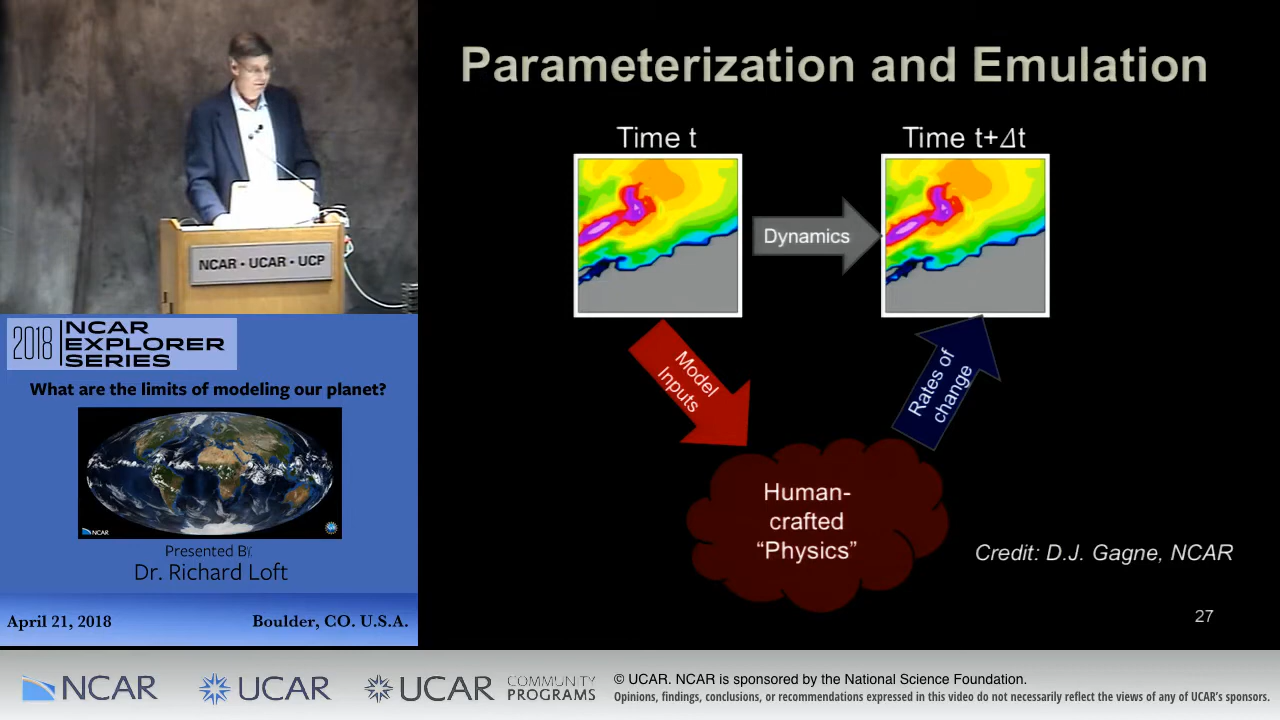 Parameterization and Emulation
Time t
Time t+Δt
Dynamics
Model
Inputs
Rates of
change
Human-
crafted
“Physics”
Credit: D.J. Gagne, NCAR
27
NCAR • UCAR • UCP
2018
NCAR
EXPLORER
SERIES
What are the limits of modeling our planet?
NCAR
Presented By:
Dr. Richard Loft
April 21, 2018
Boulder, CO. U.S.A.
NCAR
UCAR
UCAR
COMMUNITY
PROGRAMS
© UCAR. NCAR is sponsored by the National Science Foundation.
Opinions, findings, conclusions, or recommendations expressed in this video do not necessarily reflect the views of any of UCAR's sponsors.